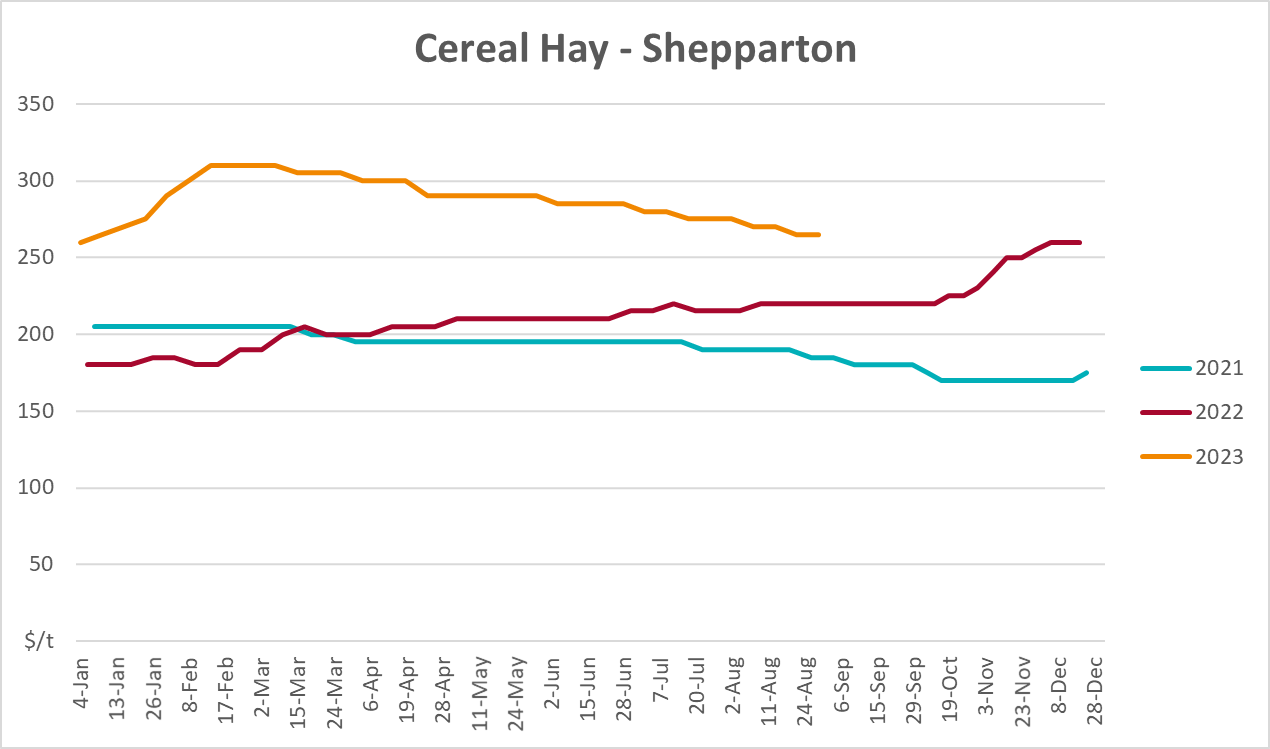 Cereal Hay - Shepparton
350
300
250
200
150
100
50
$/t
4-Jan
13-Jan
26-Jan
8-Feb
17-Feb
2-Mar
15-Mar
24-Mar
6-Apr
19-Apr
28-Apr
11-May
24-May
2-Jun
15-Jun
28-Jun
7-Jul
20-Jul
2-Aug
11-Aug
24-Aug
6-Sep
15-Sep
29-Sep
19-Oct
3-Nov
23-Nov
8-Dec
28-Dec
2021
2022
2023